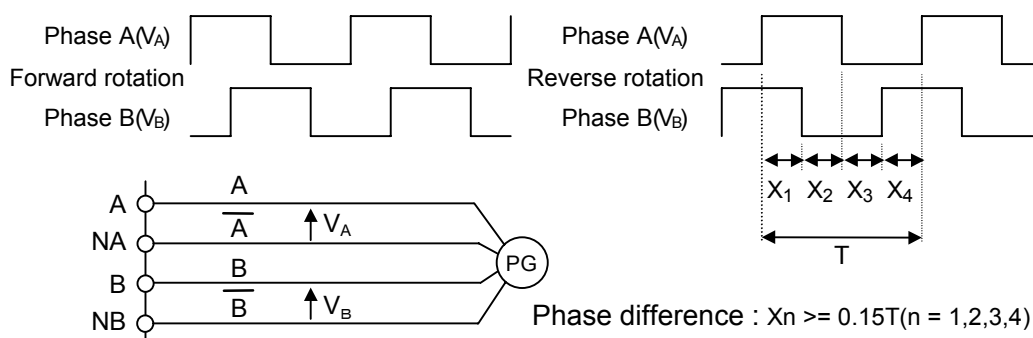 Phase A(VA)
Forward rotation
Phase B(VB)
Phase A(VA)
Reverse rotation
Phase B(VB)
X1 X2 X3 X4
T
A A
A̅ VA
NA
B B
B̅ VB
NB
PG
Phase difference : Xn >= 0.15T(n = 1,2,3,4)